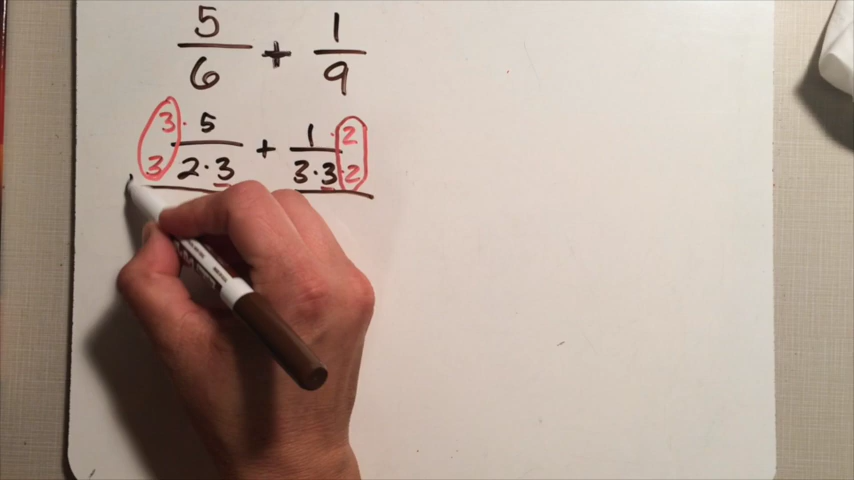 5/6 + 1/9
3·5/3 2·3 + 1·2/3·3·2